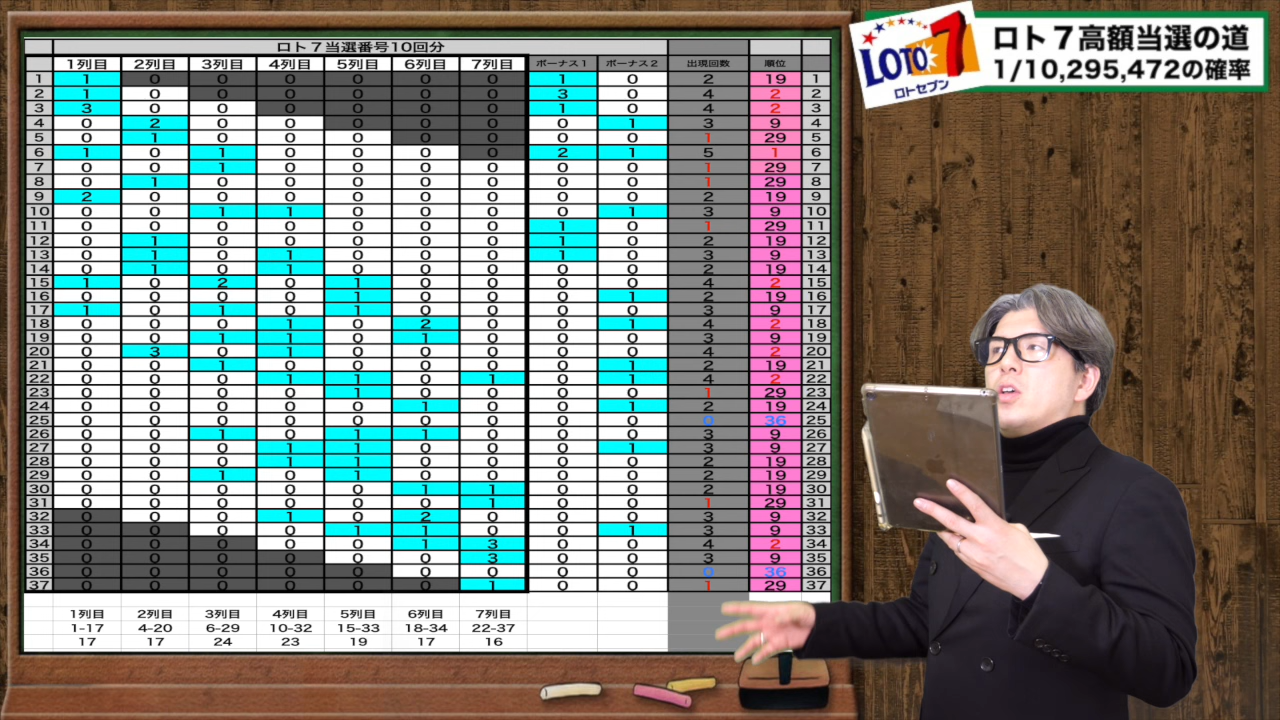 ロト７当選番号10回分
1列目 2列目 3列目 4列目 5列目 6列目 7列目 ボーナス１ ボーナス２ 出現回数 順位
1 1 0 0 0 0 0 0 1 0 2 19 1
2 1 0 0 0 0 0 0 3 0 4 2 2
3 3 0 0 0 0 0 0 1 0 4 2 3
4 0 2 0 0 0 0 0 0 1 3 9 4
5 0 1 0 0 0 0 0 0 0 1 29 5
6 1 0 1 0 0 0 0 2 1 5 1 6
7 0 0 1 0 0 0 0 0 0 1 29 7
8 0 1 0 0 0 0 0 0 0 1 29 8
9 2 0 0 0 0 0 0 0 0 2 19 9
10 0 0 1 1 0 0 0 0 1 3 9 10
11 0 0 0 0 0 0 0 1 0 1 29 11
12 0 1 0 0 0 0 0 1 0 2 19 12
13 0 1 0 1 0 0 0 1 0 3 9 13
14 0 1 0 1 0 0 0 0 0 2 19 14
15 1 0 2 0 1 0 0 0 0 4 2 15
16 0 0 0 0 1 0 0 0 1 2 19 16
17 1 0 1 0 1 0 0 0 0 3 9 17
18 0 0 0 1 0 2 0 0 1 4 2 18
19 0 0 1 1 0 1 0 0 0 3 9 19
20 0 3 0 1 0 0 0 0 0 4 2 20
21 0 0 1 0 0 0 0 0 1 2 19 21
22 0 0 0 1 1 0 1 0 1 4 2 22
23 0 0 0 0 1 0 0 0 0 1 29 23
24 0 0 0 0 0 1 0 0 1 2 19 24
25 0 0 0 0 0 0 0 0 0 0 36 25
26 0 0 1 0 1 1 0 0 0 3 9 26
27 0 0 0 1 1 0 0 0 1 3 9 27
28 0 0 0 1 1 0 0 0 0 2 19 28
29 0 0 1 0 1 0 0 0 0 2 19 29
30 0 0 0 0 0 1 1 0 0 2 19 30
31 0 0 0 0 0 0 1 0 0 1 29 31
32 0 0 0 1 0 2 0 0 0 3 9 32
33 0 0 0 0 1 1 0 0 1 3 9 33
34 0 0 0 0 0 1 3 0 0 4 2 34
35 0 0 0 0 0 0 3 0 0 3 9 35
36 0 0 0 0 0 0 0 0 0 0 36 36
37 0 0 0 0 0 0 1 0 0 1 29 37
1列目 2列目 3列目 4列目 5列目 6列目 7列目
1-17 4-20 6-29 10-32 15-33 18-34 22-37
17 17 24 23 19 17 16
LOTO7
ロトセブン
ロト７高額当選の道
1/10,295,472の確率